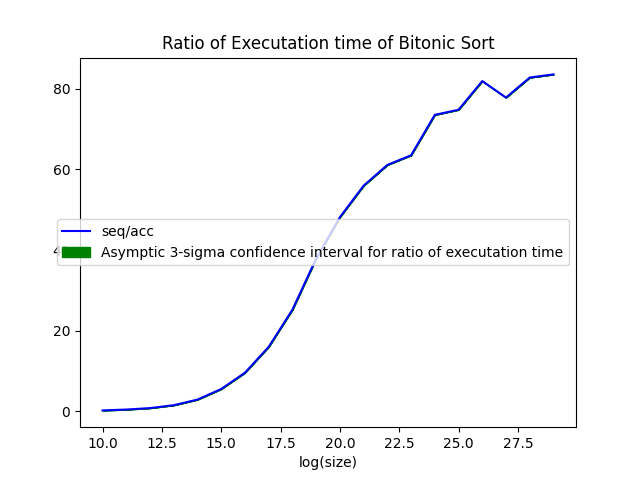 Ratio of Executation time of Bitonic Sort
80
60
seq/acc
Asymptic 3-sigma confidence interval for ratio of executation time
20
0
10.0 12.5 15.0 17.5 20.0 22.5 25.0 27.5
log(size)